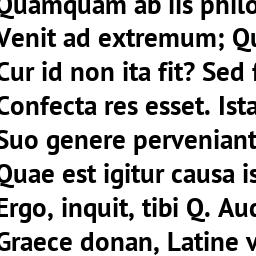 Quamquam ab iis philo
Venit ad extremum; Qu
Cur id non ita fit? Sed f
Confecta res esset. Ista
Suo genere perveniant
Quae est igitur causa is
Ergo, inquit, tibi Q. Au
Graece donan, Latine v